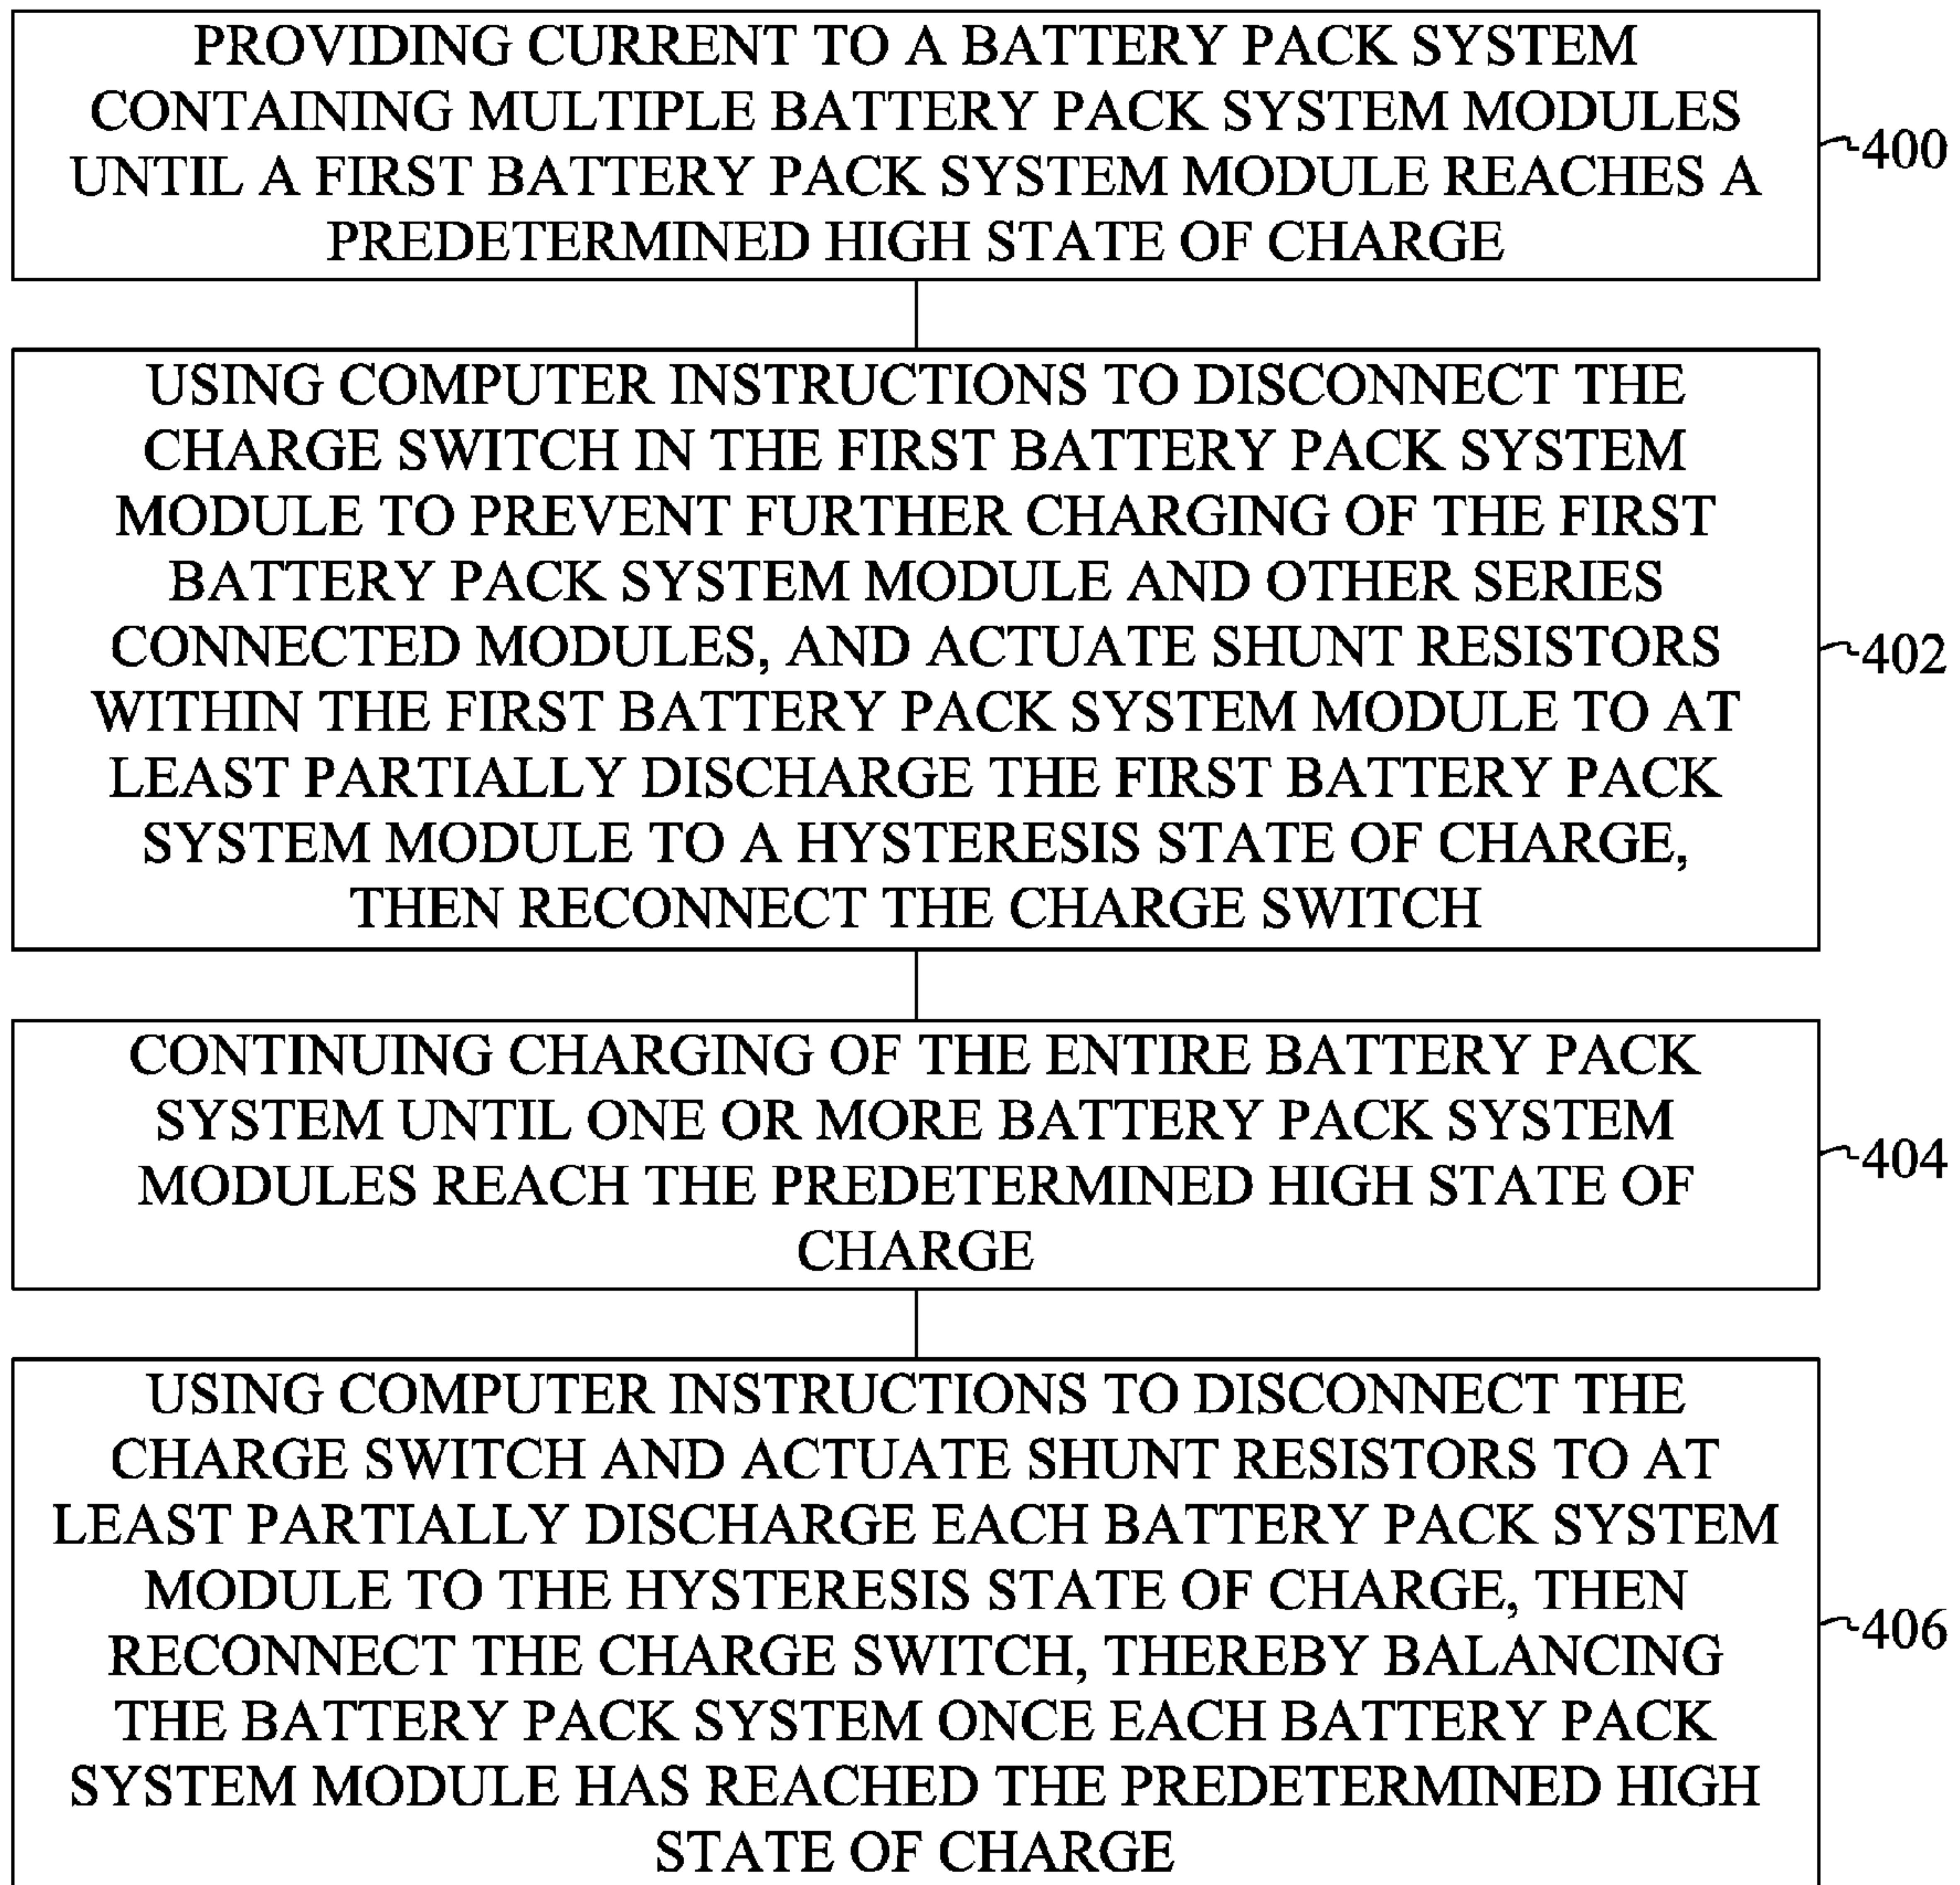 PROVIDING CURRENT TO A BATTERY PACK SYSTEM
CONTAINING MULTIPLE BATTERY PACK SYSTEM MODULES
UNTIL A FIRST BATTERY PACK SYSTEM MODULE REACHES A
PREDETERMINED HIGH STATE OF CHARGE
400
USING COMPUTER INSTRUCTIONS TO DISCONNECT THE
CHARGE SWITCH IN THE FIRST BATTERY PACK SYSTEM
MODULE TO PREVENT FURTHER CHARGING OF THE FIRST
BATTERY PACK SYSTEM MODULE AND OTHER SERIES
CONNECTED MODULES, AND ACTUATE SHUNT RESISTORS
WITHIN THE FIRST BATTERY PACK SYSTEM MODULE TO AT
LEAST PARTIALLY DISCHARGE THE FIRST BATTERY PACK
SYSTEM MODULE TO A HYSTERESIS STATE OF CHARGE,
THEN RECONNECT THE CHARGE SWITCH
402
CONTINUING CHARGING OF THE ENTIRE BATTERY PACK
SYSTEM UNTIL ONE OR MORE BATTERY PACK SYSTEM
MODULES REACH THE PREDETERMINED HIGH STATE OF
CHARGE
404
USING COMPUTER INSTRUCTIONS TO DISCONNECT THE
CHARGE SWITCH AND ACTUATE SHUNT RESISTORS TO AT
LEAST PARTIALLY DISCHARGE EACH BATTERY PACK SYSTEM
MODULE TO THE HYSTERESIS STATE OF CHARGE, THEN
RECONNECT THE CHARGE SWITCH, THEREBY BALANCING
THE BATTERY PACK SYSTEM ONCE EACH BATTERY PACK
SYSTEM MODULE HAS REACHED THE PREDETERMINED HIGH
STATE OF CHARGE
406